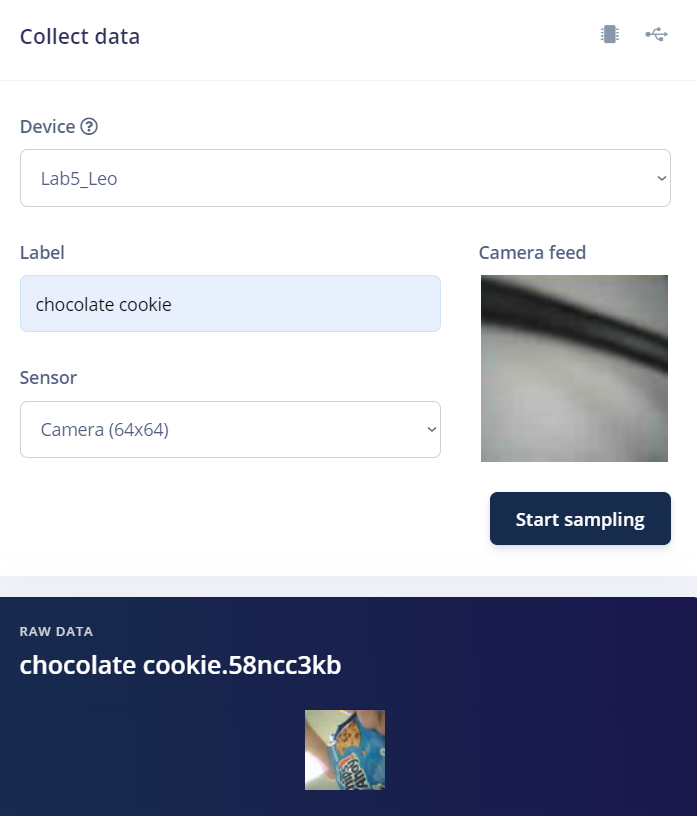 Collect data
Device
Lab5_Leo
Label
Camera feed
chocolate cookie
Sensor
Camera (64x64)
Start sampling
RAW DATA
chocolate cookie.58ncc3kb